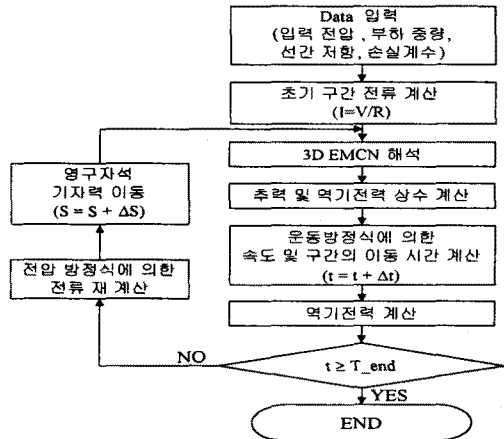 Data 입력
(입력 전압, 부하 중량,
선간 저항, 손실계수)
초기 구간 전류 계산
(I=V/R)
3D EMCN 해석
추력 및 역기전력 상수 계산
운동방정식에 의한
속도 및 구간의 이동 시간 계산
(t = t + Δt)
역기전력 계산
t ≥ T_end
YES
END
NO
전압 방정식에 의한
전류 재 계산
영구자석
기자력 이동
(S = S + ΔS)